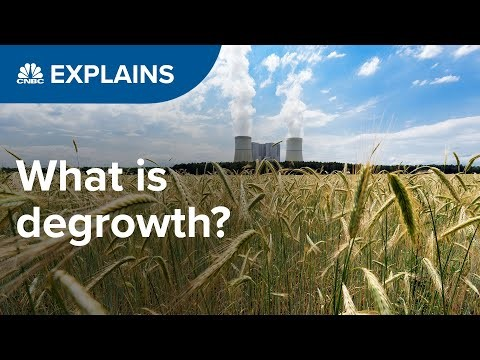 CNBC EXPLAINS
What is
degrowth?